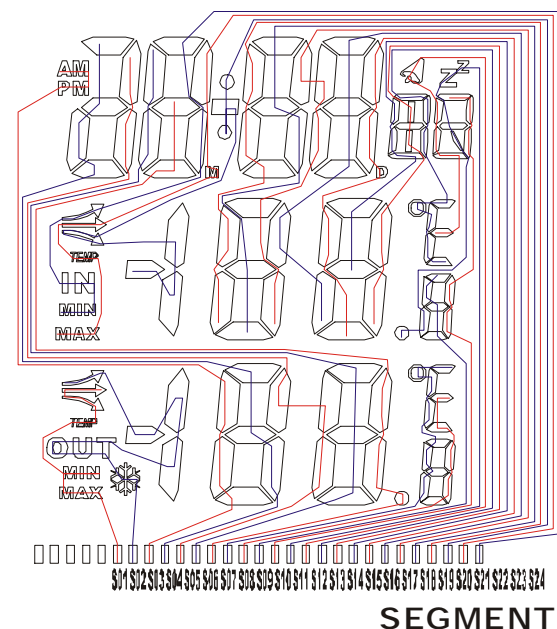 AM
PM
Z
Z
M D
TEMP
IN
MIN
MAX
TEMP
OUT
MIN
MAX
S01 S02 S03 S04 S05 S06 S07 S08 S09 S10 S11 S12 S13 S14 S15 S16 S17 S18 S19 S20 S21 S22 S23 S24
SEGMENT